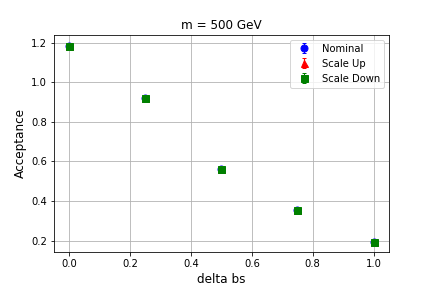 m = 500 GeV
Nominal
Scale Up
Scale Down
Acceptance
1.2
1.0
0.8
0.6
0.4
0.2
0.0 0.2 0.4 0.6 0.8 1.0
delta bs